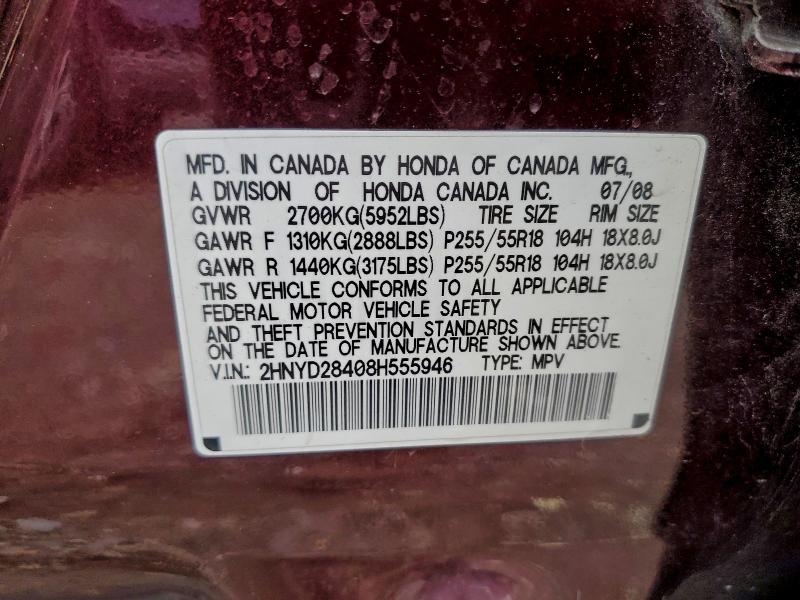 MFD. IN CANADA BY HONDA OF CANADA MFG.,
A DIVISION OF HONDA CANADA INC. 07/08
GVWR 2700KG(5952LBS) TIRE SIZE RIM SIZE
GAWR F 1310KG(2888LBS) P255/55R18 104H 18X8.0J
GAWR R 1440KG(3175LBS) P255/55R18 104H 18X8.0J
THIS VEHICLE CONFORMS TO ALL APPLICABLE
FEDERAL MOTOR VEHICLE SAFETY
AND THEFT PREVENTION STANDARDS IN EFFECT
ON THE DATE OF MANUFACTURE SHOWN ABOVE.
V.I.N.: 2HNYD28408H555946 TYPE: MPV